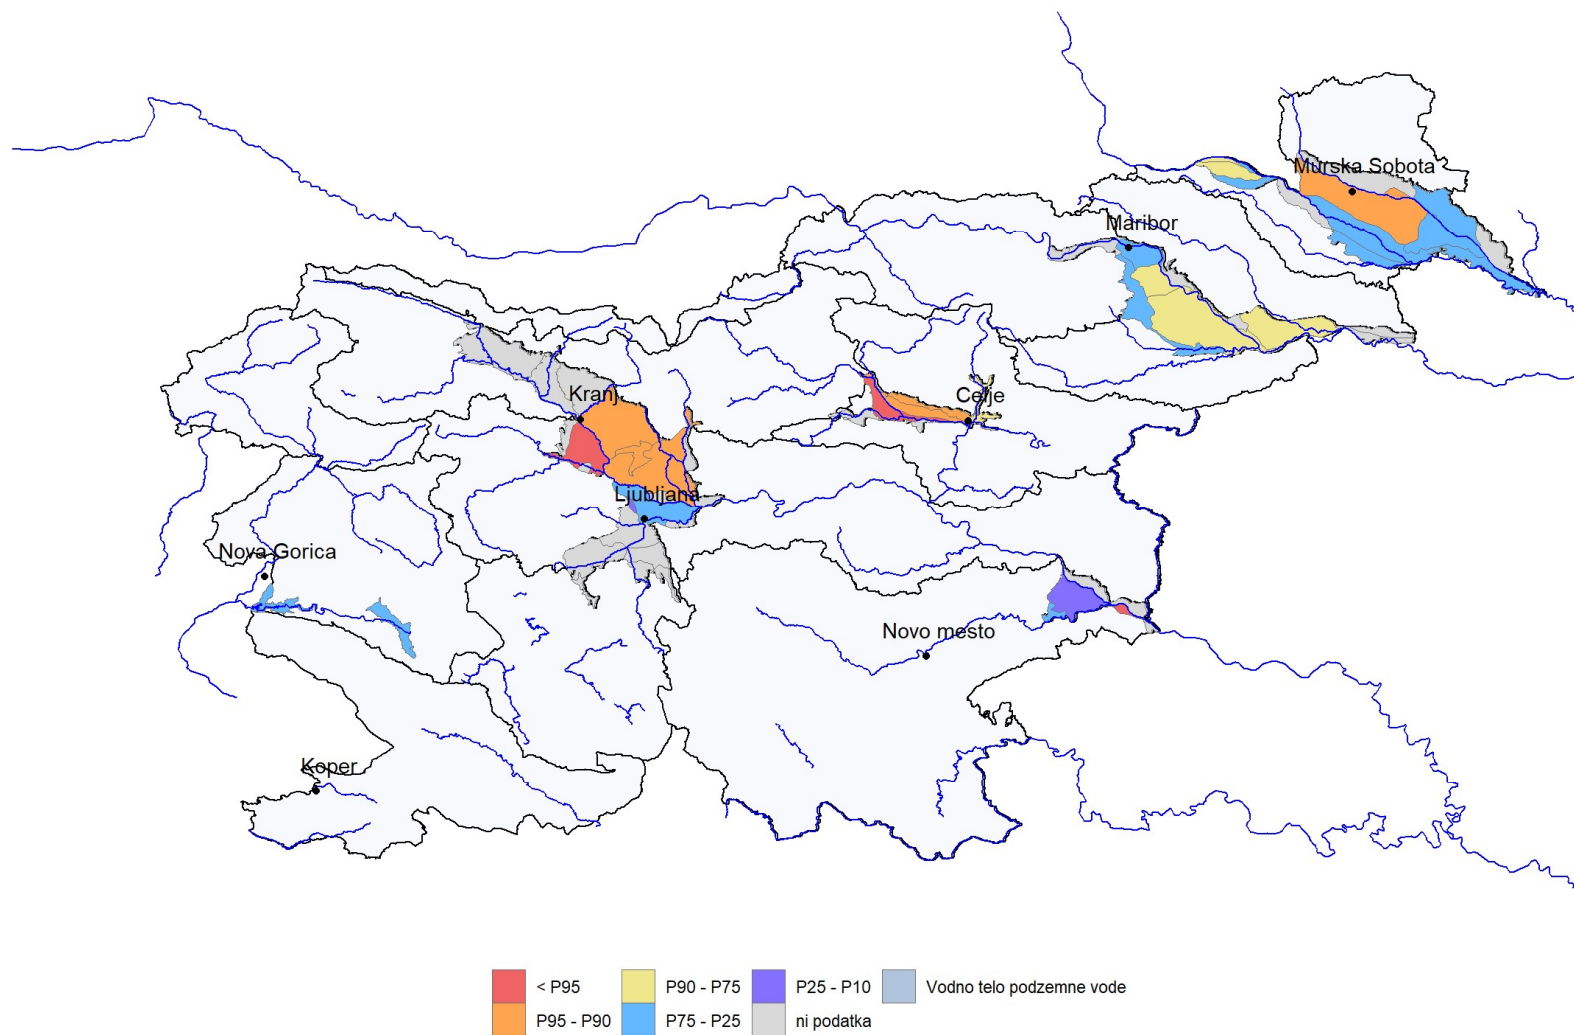 Murska Sobota
Maribor
Kranj
Celje
Ljubljana
Nova Gorica
Novo mesto
Koper
< P95
P90 - P75
P25 - P10
Vodno telo podzemne vode
P95 - P90
P75 - P25
ni podatka